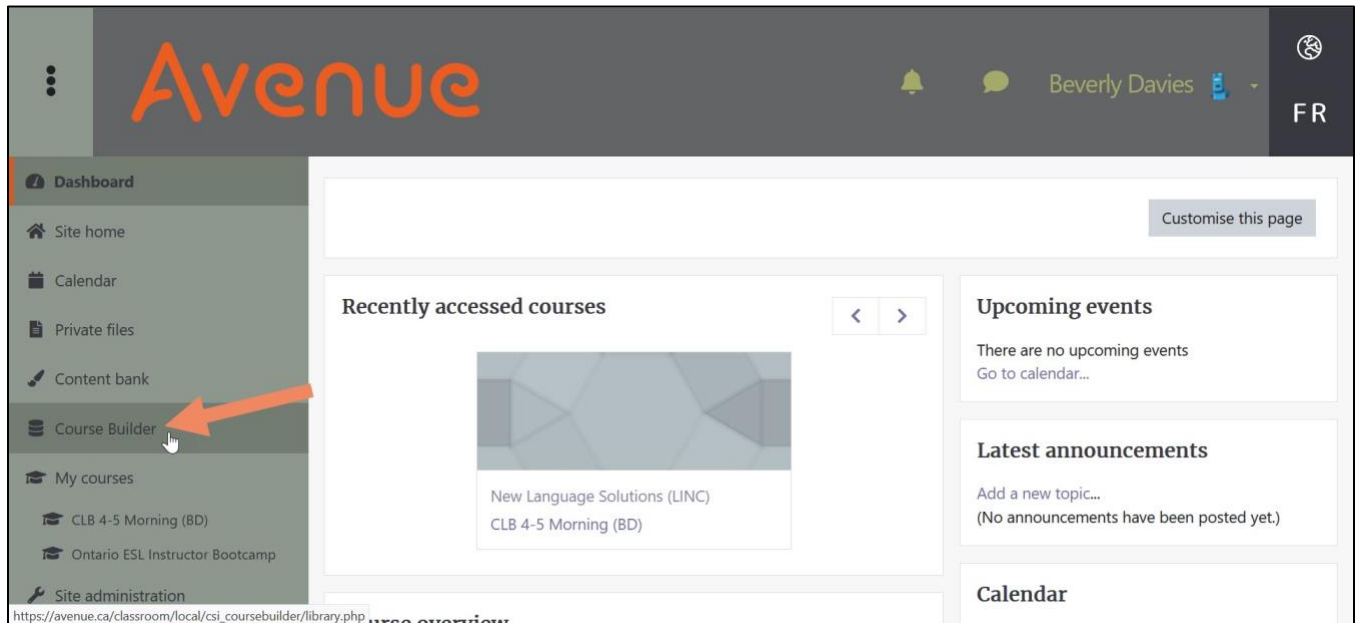 Avenue
Beverly Davies
FR
Dashboard
Site home
Calendar
Private files
Content bank
Course Builder
My courses
CLB 4-5 Morning (BD)
Ontario ESL Instructor Bootcamp
Site administration
https://avenue.ca/classroom/local/csi_coursebuilder/library.php
Customise this page
Recently accessed courses
New Language Solutions (LINC)
CLB 4-5 Morning (BD)
Upcoming events
There are no upcoming events
Go to calendar...
Latest announcements
Add a new topic...
(No announcements have been posted yet.)
Calendar